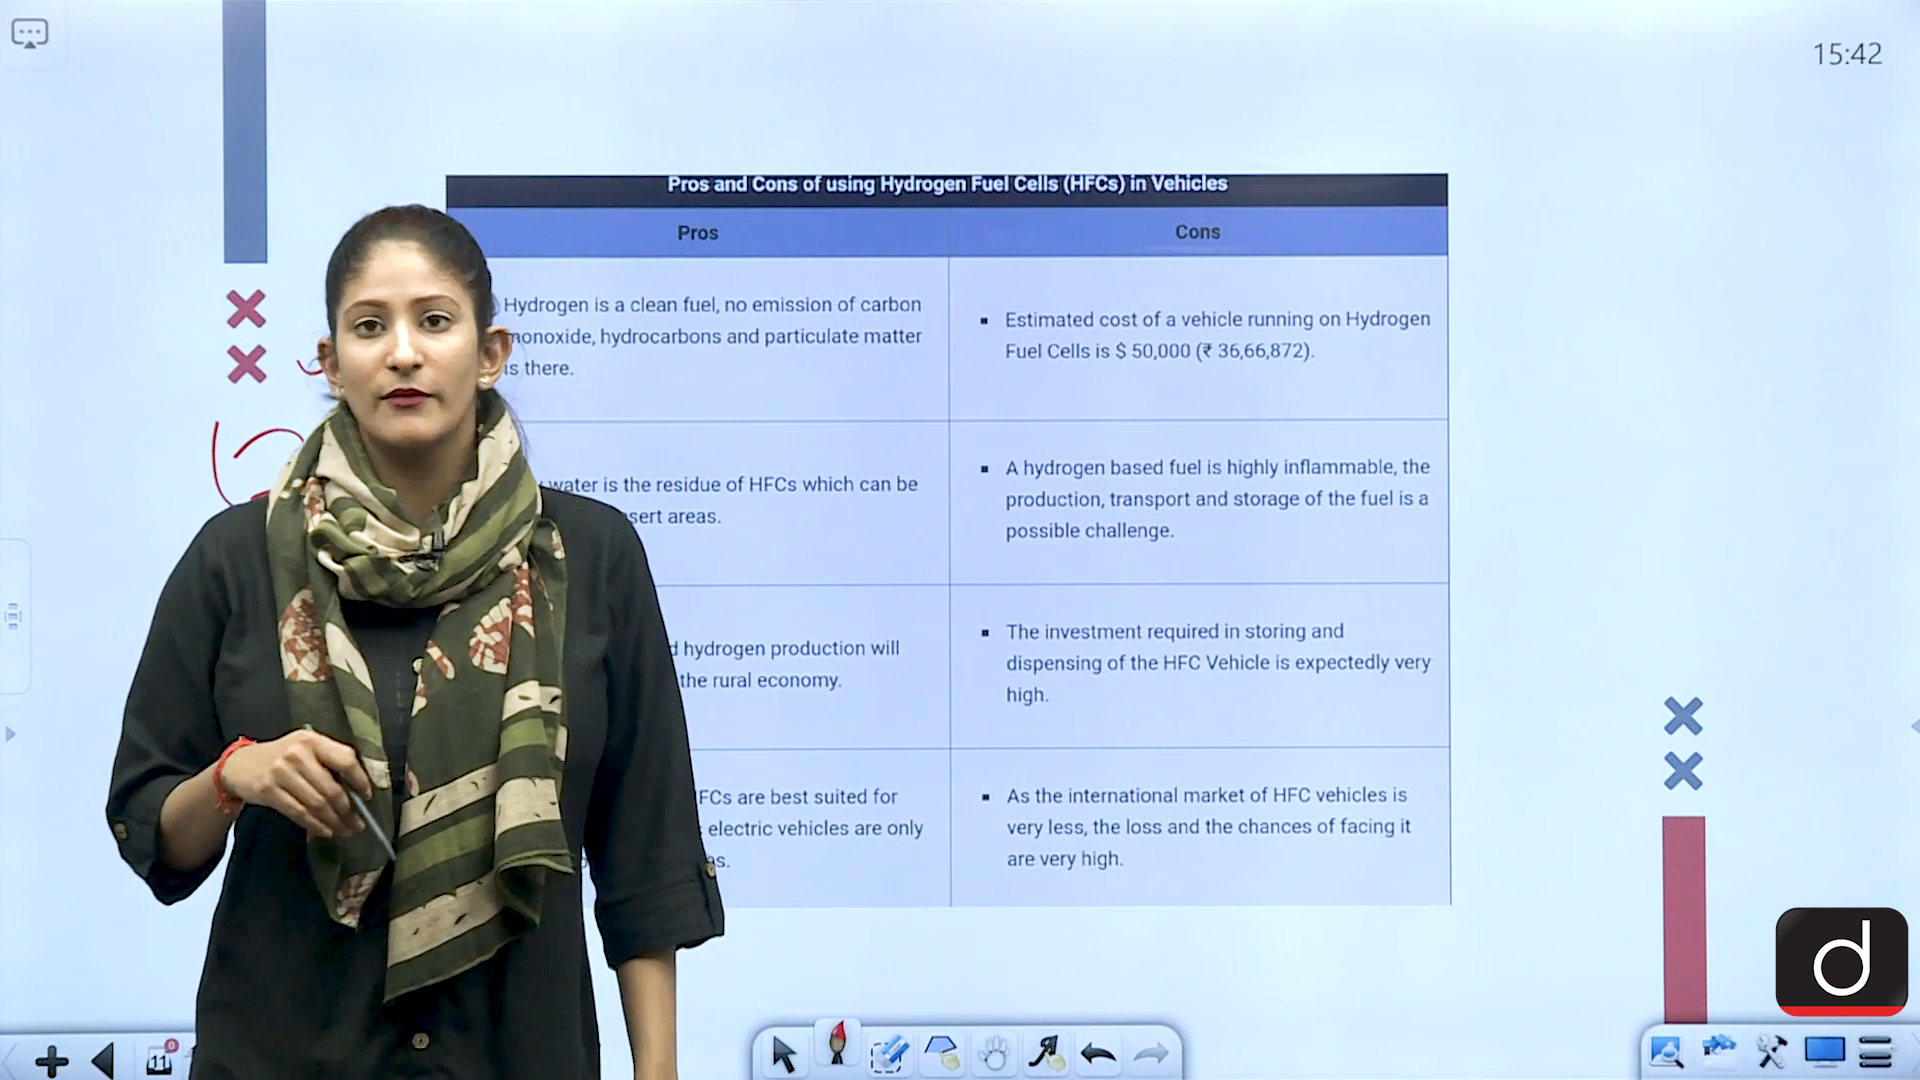 15:42
Pros and Cons of using Hydrogen Fuel Cells (HFCs) in Vehicles
Pros
Cons
Hydrogen is a clean fuel, no emission of carbon
monoxide, hydrocarbons and particulate matter
is there.
▪ Estimated cost of a vehicle running on Hydrogen
Fuel Cells is $ 50,000 (₹ 36,66,872).
water is the residue of HFCs which can be
areas.
▪ A hydrogen based fuel is highly inflammable, the
production, transport and storage of the fuel is a
possible challenge.
hydrogen production will
the rural economy.
▪ The investment required in storing and
dispensing of the HFC Vehicle is expectedly very
high.
FCs are best suited for
electric vehicles are only
▪ As the international market of HFC vehicles is
very less, the loss and the chances of facing it
are very high.
d
11
0